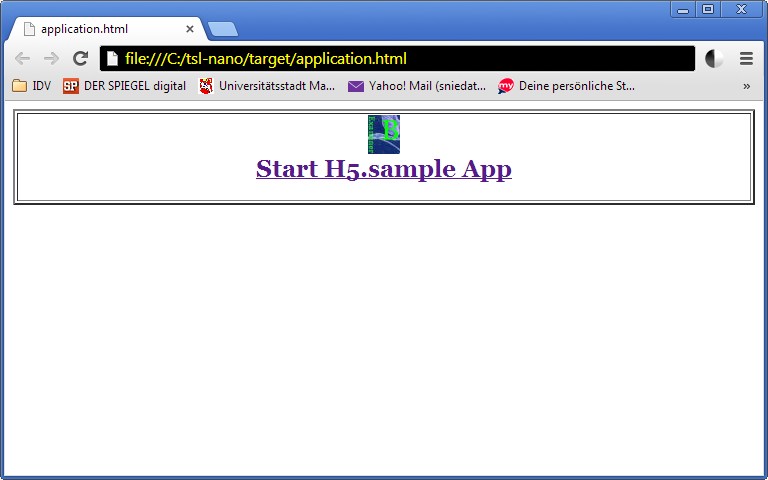 application.html
file:///C:/tsl-nano/target/application.html
IDV DER SPIEGEL digital Universitätsstadt Ma... Yahoo! Mail (sniedat... Deine persönliche St... »
Start H5.sample App